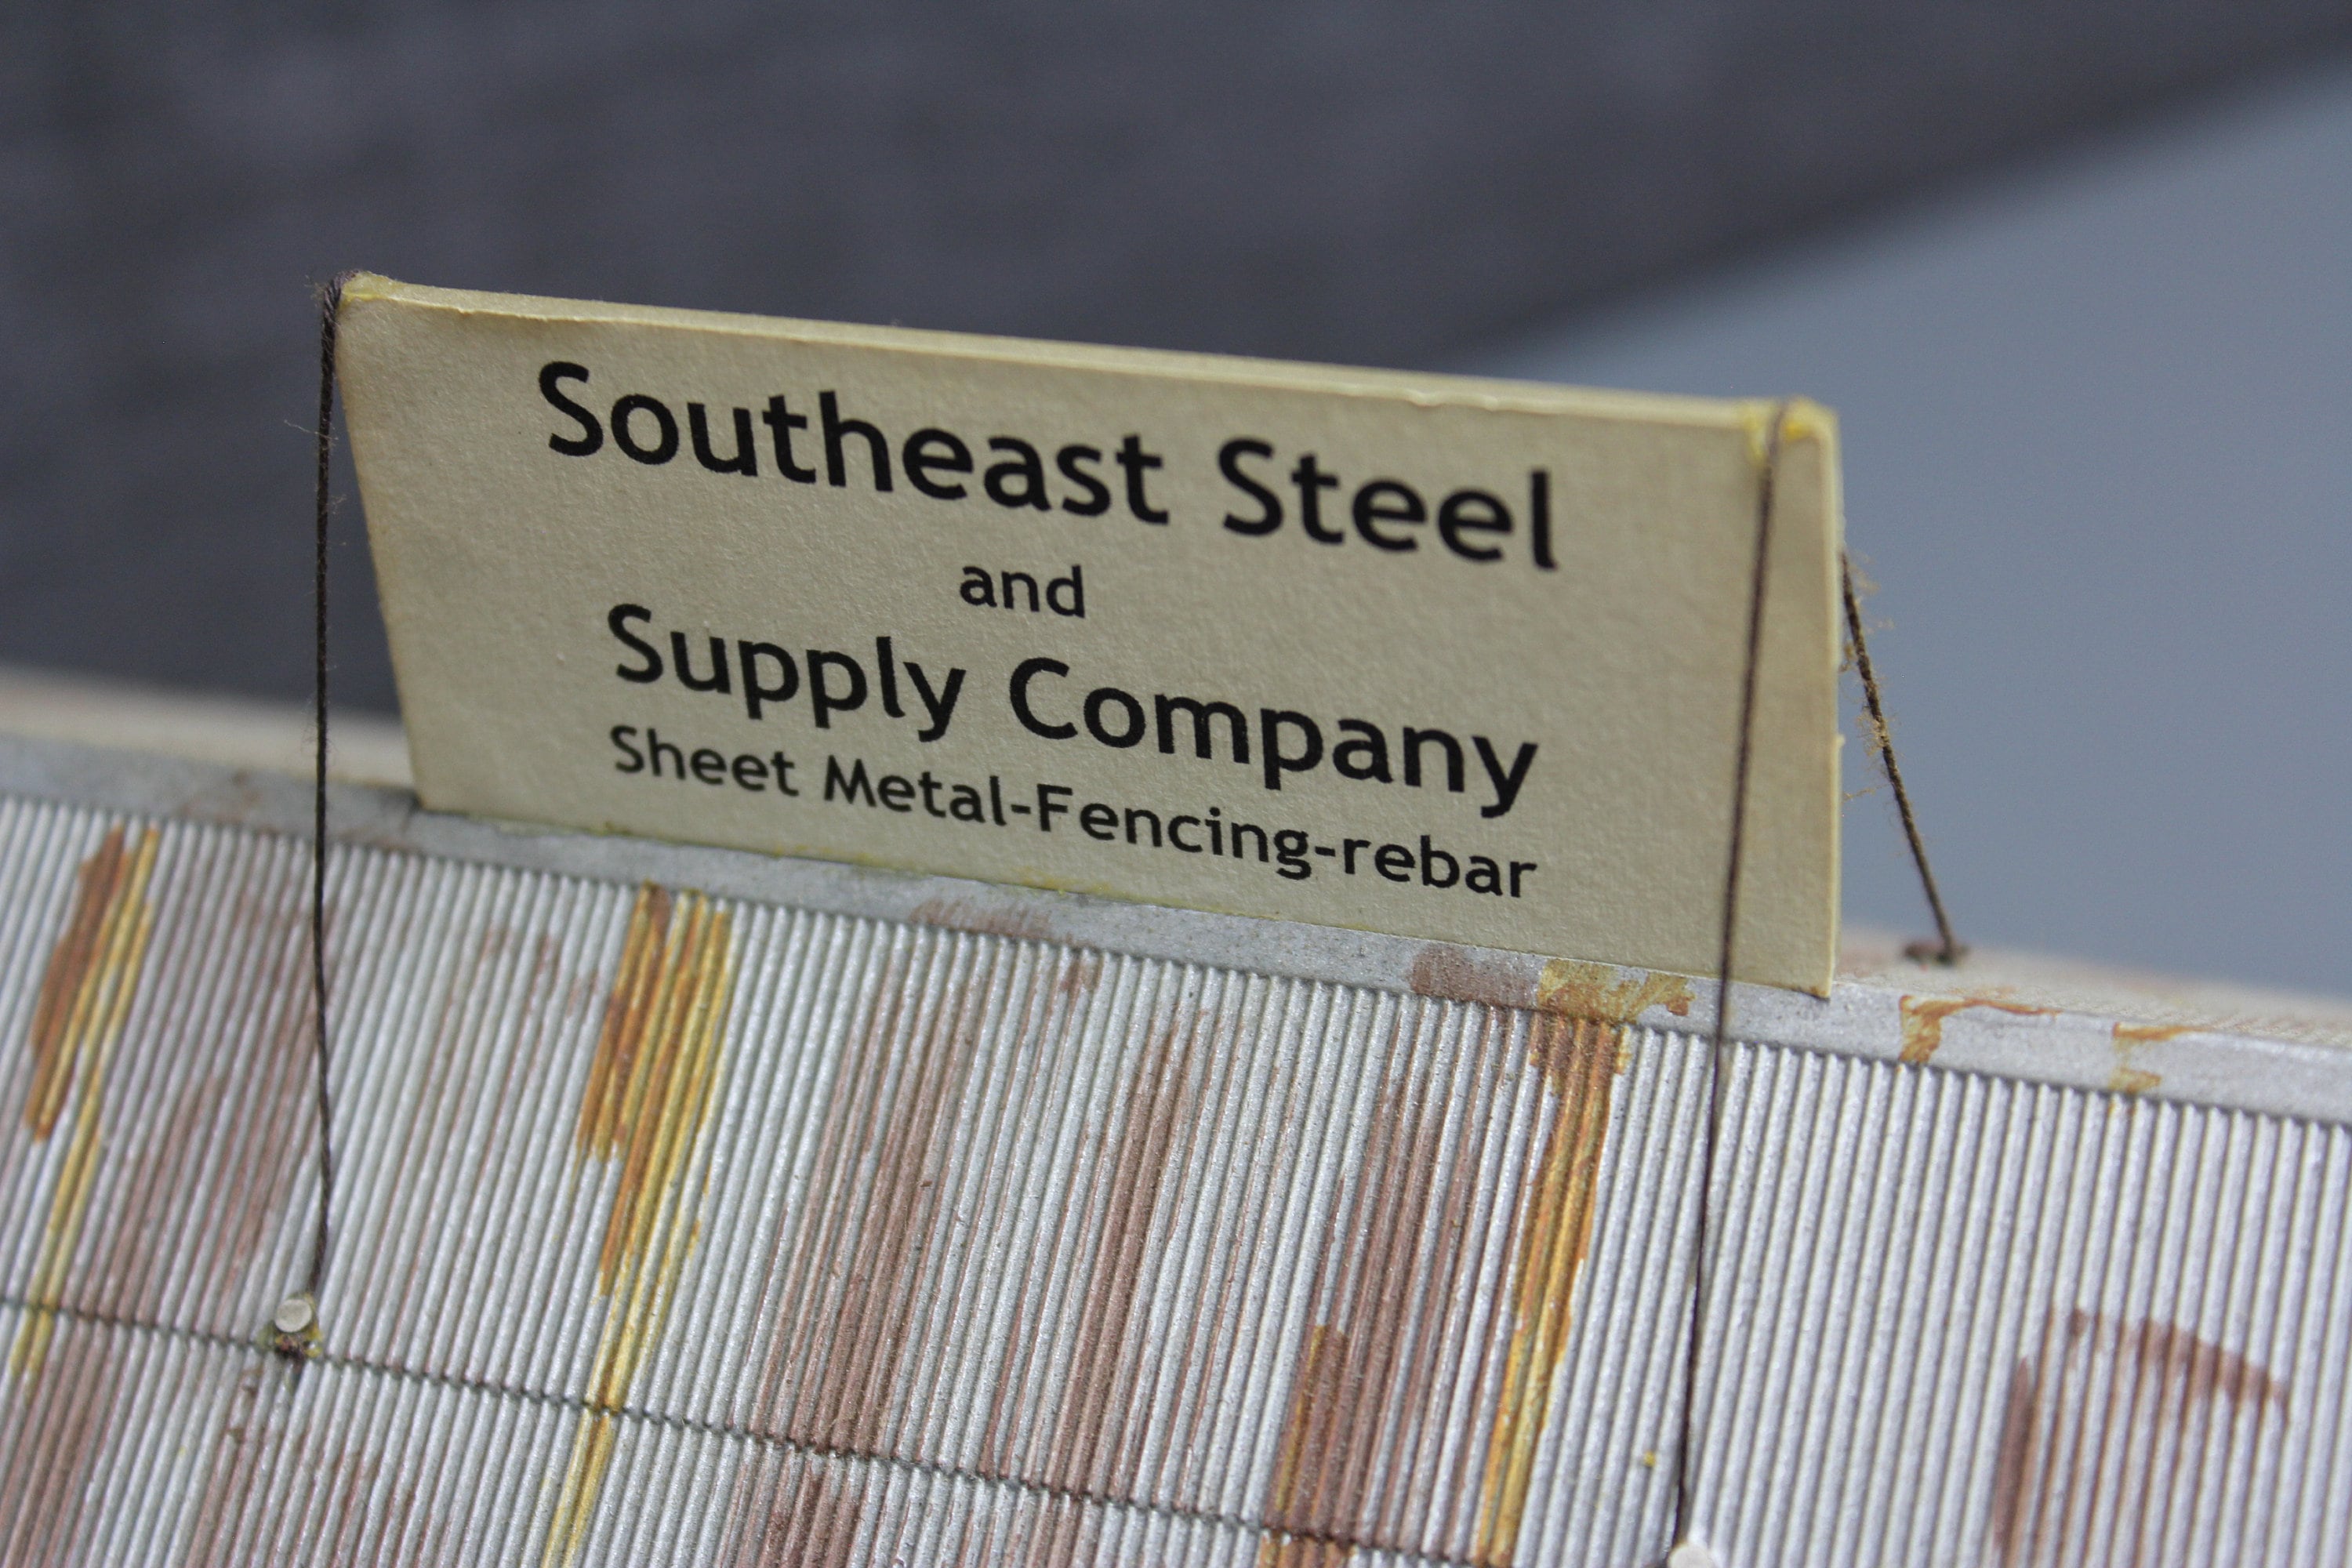 Southeast Steel
and
Supply Company
Sheet Metal-Fencing-rebar